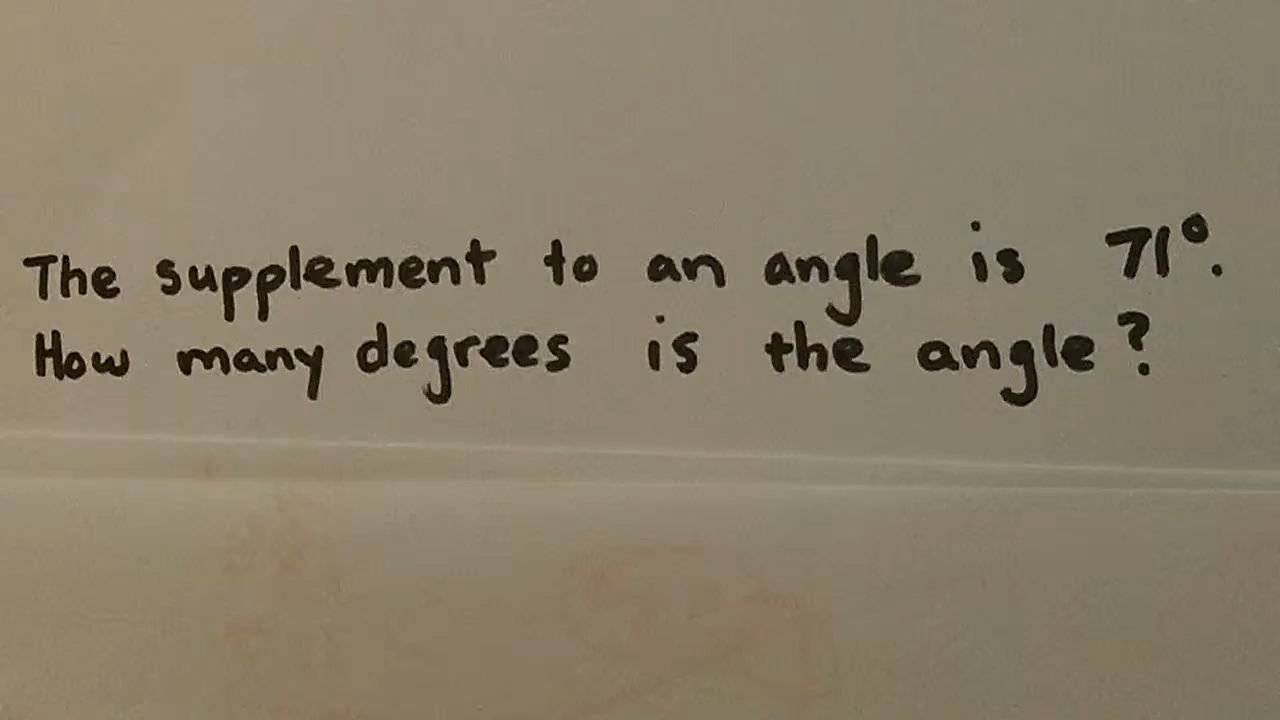 The supplement to an angle is 71°.
How many degrees is the angle?